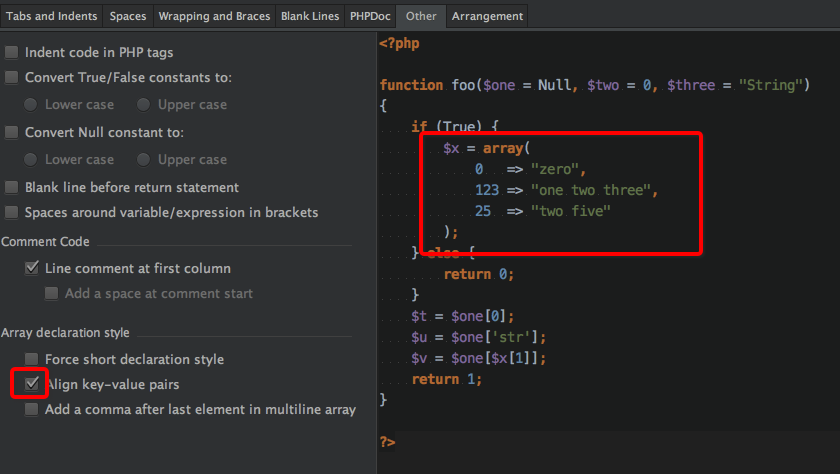 Tabs and Indents Spaces Wrapping and Braces Blank Lines PHPDoc Other Arrangement
Indent code in PHP tags
Convert True/False constants to:
Lower case Upper case
Convert Null constant to:
Lower case Upper case
Blank line before return statement
Spaces around variable/expression in brackets
Comment Code
Line comment at first column
Add a space at comment start
Array declaration style
Force short declaration style
Align key-value pairs
Add a comma after last element in multiline array
<?php
function foo($one = Null, $two = 0, $three = "String")
{
if (True) {
$x = array(
0 => "zero",
123 => "one two three",
25 => "two five"
);
} else {
return 0;
}
$t = $one[0];
$u = $one['str'];
$v = $one[$x[1]];
return 1;
}
?>